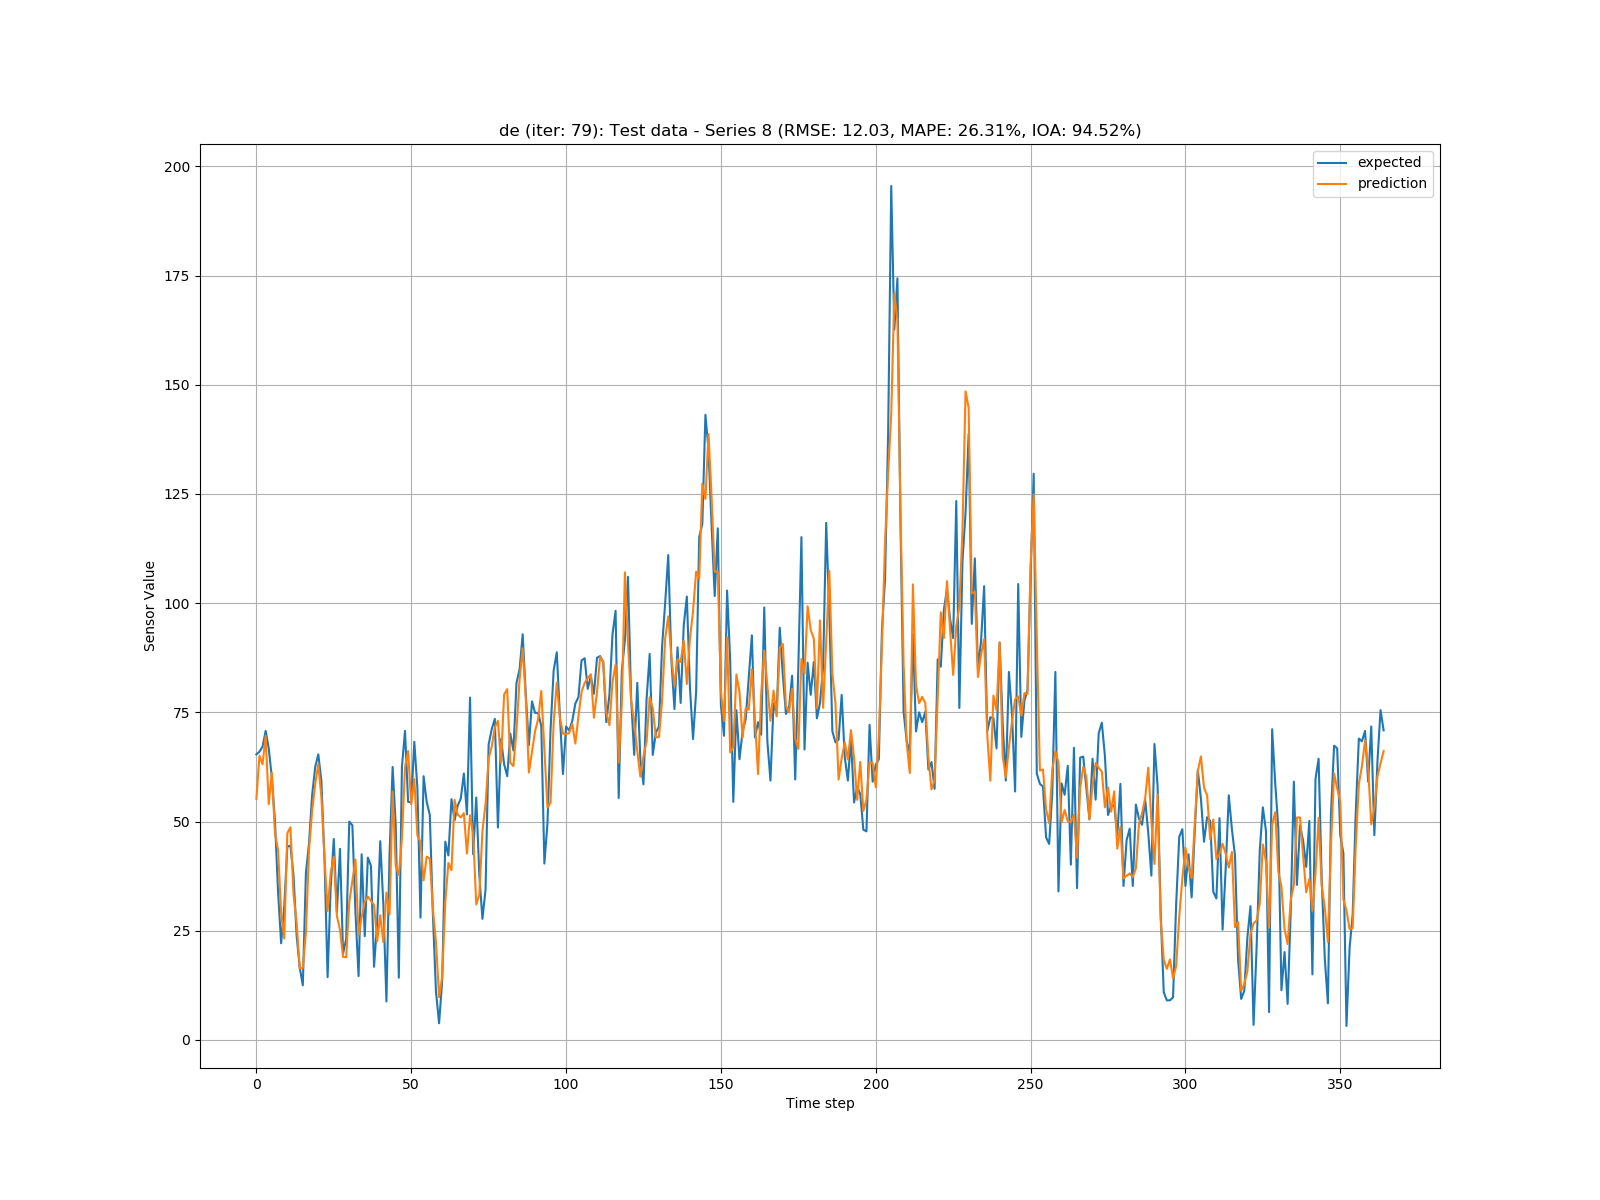 de (iter: 79): Test data - Series 8 (RMSE: 12.03, MAPE: 26.31%, IOA: 94.52%)
expected
prediction
200
175
150
125
100
75
50
25
0
Sensor Value
0 50 100 150 200 250 300 350
Time step